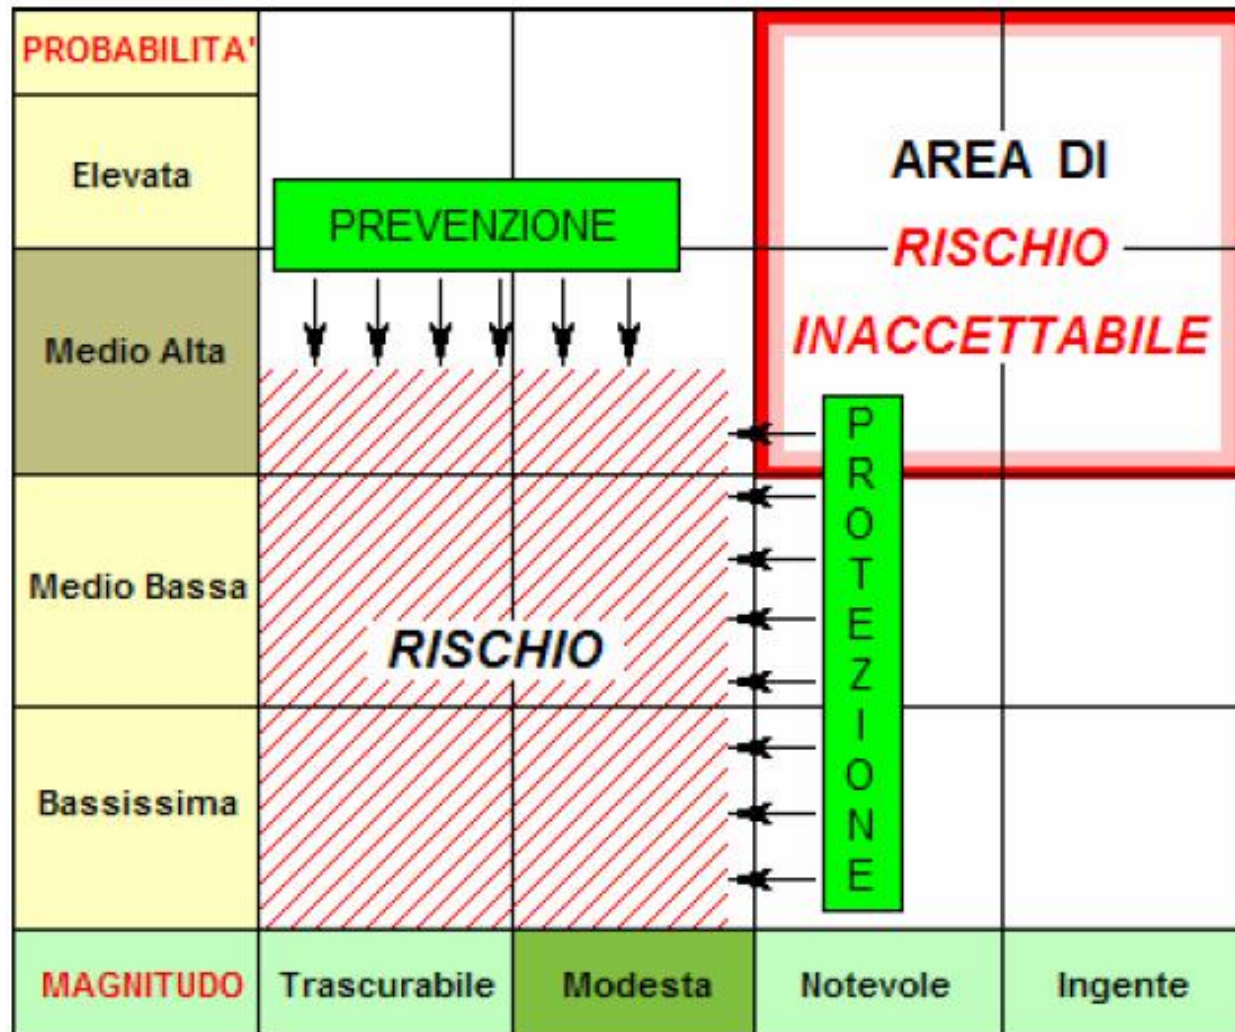 PROBABILITA'
Elevata
PREVENZIONE
AREA DI
RISCHIO
INACCETTABILE
Medio Alta
PROTEZIONE
Medio Bassa
RISCHIO
Bassissima
MAGNITUDO
Trascurabile
Modesta
Notevole
Ingente